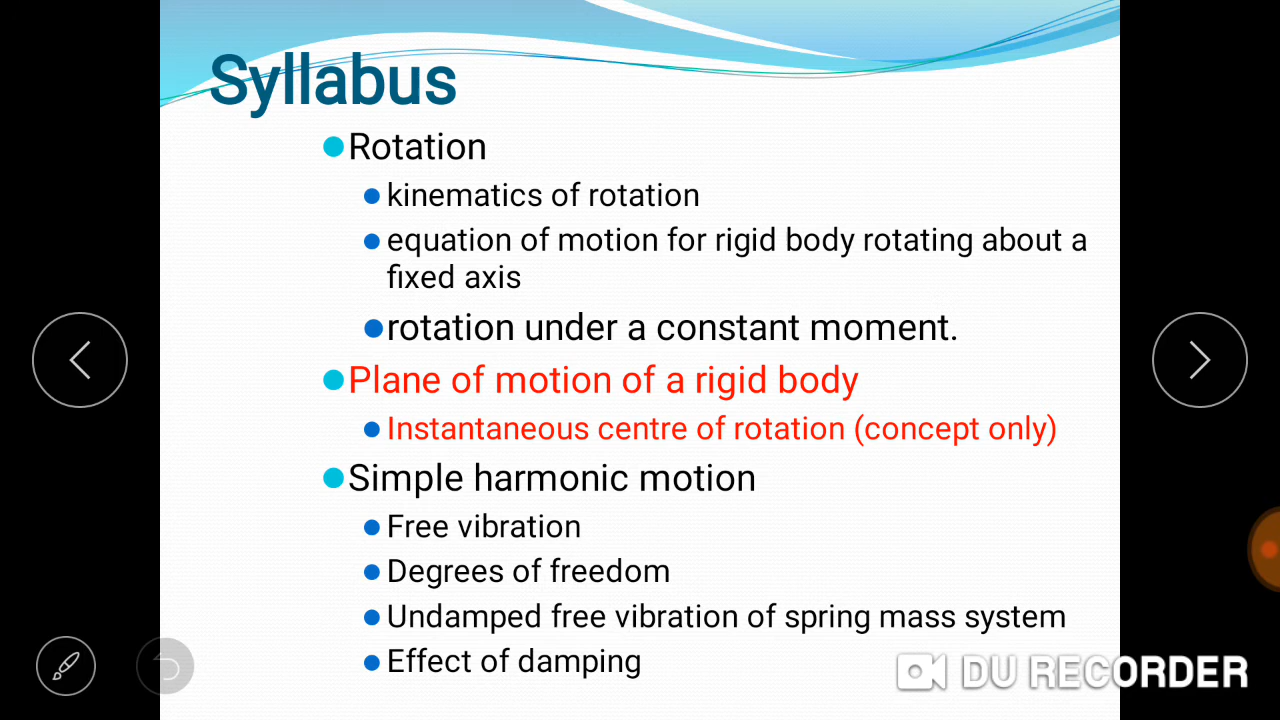 Syllabus
Rotation
kinematics of rotation
equation of motion for rigid body rotating about a
fixed axis
rotation under a constant moment.
Plane of motion of a rigid body
Instantaneous centre of rotation (concept only)
Simple harmonic motion
Free vibration
Degrees of freedom
Undamped free vibration of spring mass system
Effect of damping
DU RECORDER